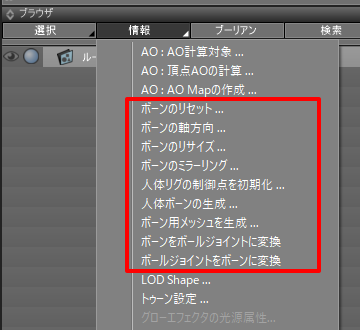 ブラウザ
選択 情報 ブーリアン 検索
ルー
AO : AO計算対象 ...
AO : 頂点AOの計算 ...
AO : AO Mapの作成 ...
ボーンのリセット ...
ボーンの軸方向 ...
ボーンのリサイズ ...
ボーンのミラーリング ...
人体リグの制御点を初期化 ...
人体ボーンの生成 ...
ボーン用メッシュを生成 ...
ボーンをボールジョイントに変換
ボールジョイントをボーンに変換
LOD Shape ...
トゥーン設定 ...
グローエフェクタの光源属性...